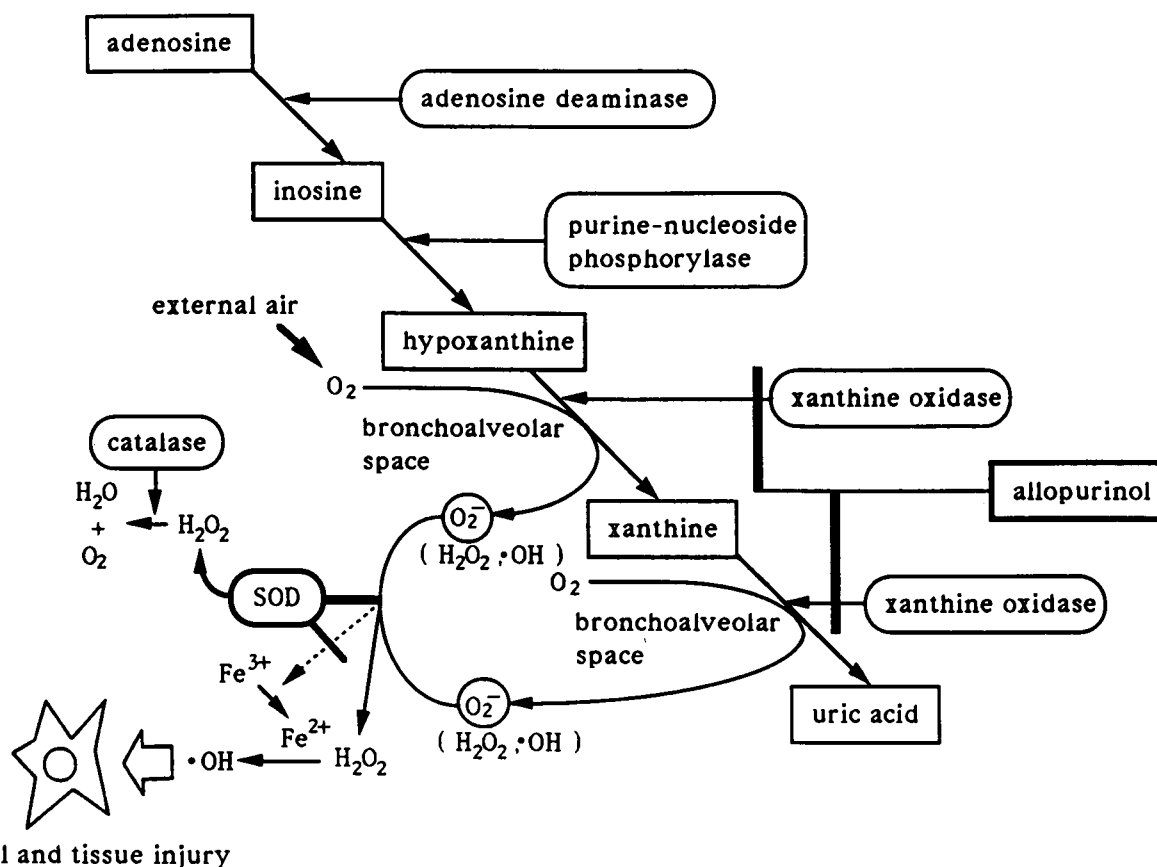 adenosine
adenosine deaminase
inosine
purine-nucleoside
phosphorylase
external air
hypoxanthine
O₂
xanthine oxidase
bronchoalveolar
space
catalase
allopurinol
H₂O
+
O₂
H₂O₂
O₂⁻
(H₂O₂, •OH)
xanthine
O₂
SOD
xanthine oxidase
bronchoalveolar
space
Fe³⁺
O₂⁻
(H₂O₂, •OH)
uric acid
Fe²⁺
•OH
H₂O₂
l and tissue injury